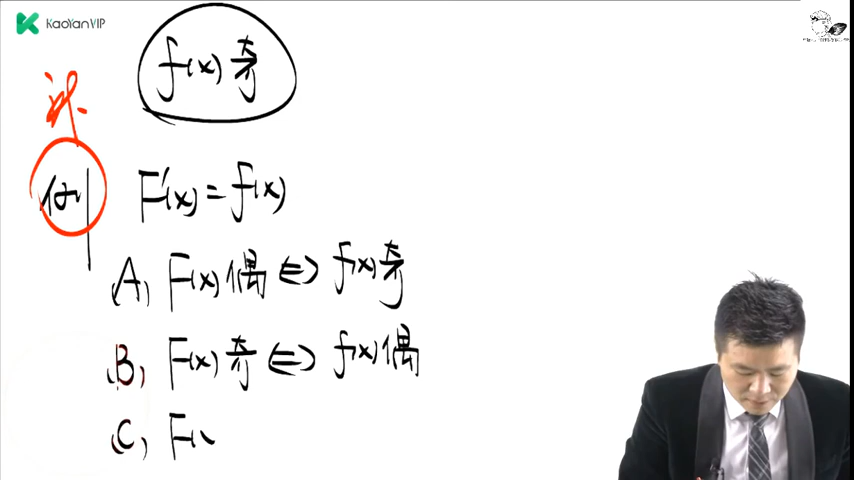 KaoYanVIP
f(x)奇
例 F'(x)=f(x)
A, F(x)偶⇔f(x)奇
B, F(x)奇⇔f(x)偶
C, F(